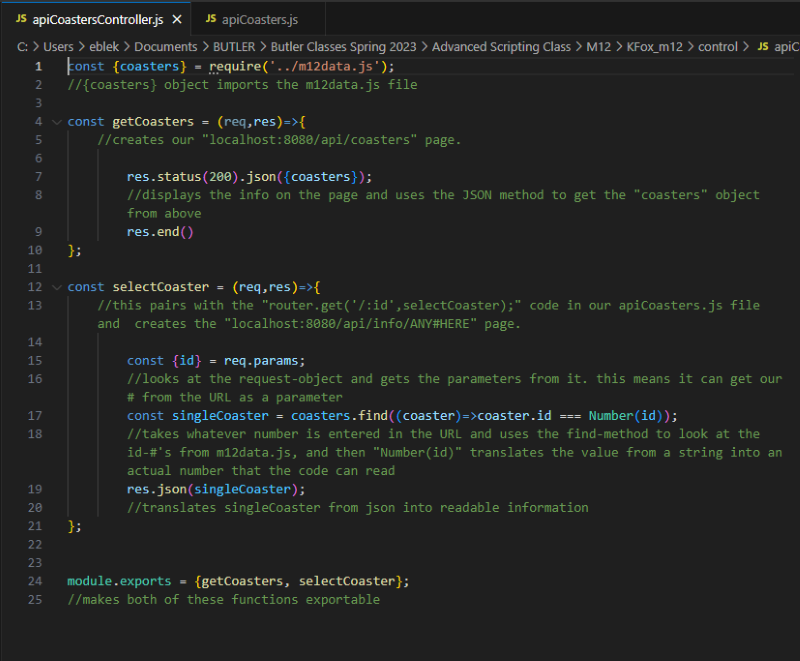 JS apiCoastersController.js × JS apiCoasters.js
C: > Users > eblek > Documents > BUTLER > Butler Classes Spring 2023 > Advanced Scripting Class > M12 > KFox_m12 > control > JS apiC
1 const {coasters} = require('../m12data.js');
2 //{coasters} object imports the m12data.js file
3
4 const getCoasters = (req,res)=>{
5 //creates our "localhost:8080/api/coasters" page.
6
7 res.status(200).json({coasters});
8 //displays the info on the page and uses the JSON method to get the "coasters" object
from above
9 res.end()
10 };
11
12 const selectCoaster = (req,res)=>{
13 //this pairs with the "router.get('/:id',selectCoaster);" code in our apiCoasters.js file
and  creates the "localhost:8080/api/info/ANY#HERE" page.
14
15 const {id} = req.params;
16 //looks at the request-object and gets the parameters from it. this means it can get our
# from the URL as a parameter
17 const singleCoaster = coasters.find((coaster)=>coaster.id === Number(id));
18 //takes whatever number is entered in the URL and uses the find-method to look at the
id-#'s from m12data.js, and then "Number(id)" translates the value from a string into an
actual number that the code can read
19 res.json(singleCoaster);
20 //translates singleCoaster from json into readable information
21 };
22
23
24 module.exports = {getCoasters, selectCoaster};
25 //makes both of these functions exportable